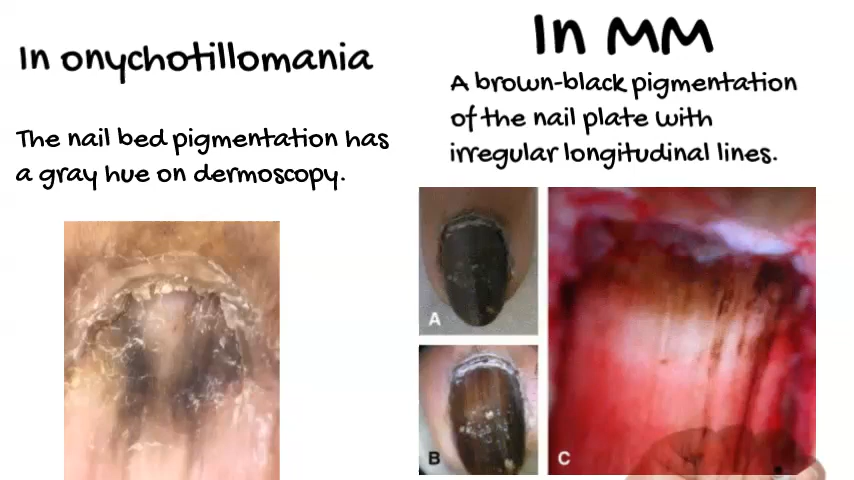 In onychotillomania
The nail bed pigmentation has
a gray hue on dermoscopy.
In MM
A brown-black pigmentation
of the nail plate with
irregular longitudinal lines.
A
B
C